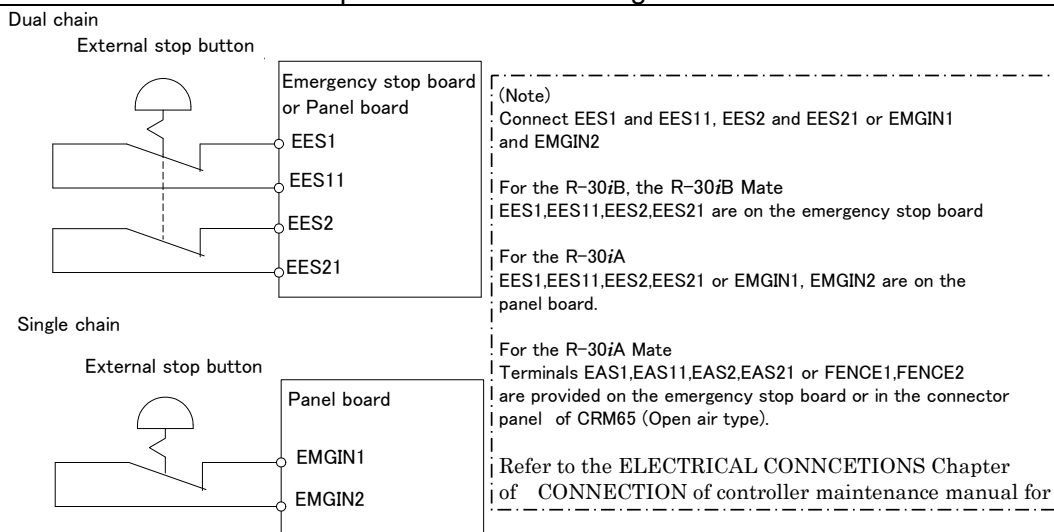 Dual chain
External stop button
Emergency stop board
or Panel board
EES1
EES11
EES2
EES21
Single chain
External stop button
Panel board
EMGIN1
EMGIN2
(Note)
Connect EES1 and EES11, EES2 and EES21 or EMGIN1
and EMGIN2
For the R-30iB, the R-30iB Mate
EES1,EES11,EES2,EES21 are on the emergency stop board
For the R-30iA
EES1,EES11,EES2,EES21 or EMGIN1, EMGIN2 are on the
panel board.
For the R-30iA Mate
Terminals EAS1,EAS11,EAS2,EAS21 or FENCE1,FENCE2
are provided on the emergency stop board or in the connector
panel of CRM65 (Open air type).
Refer to the ELECTRICAL CONNCETIONS Chapter
of CONNECTION of controller maintenance manual for